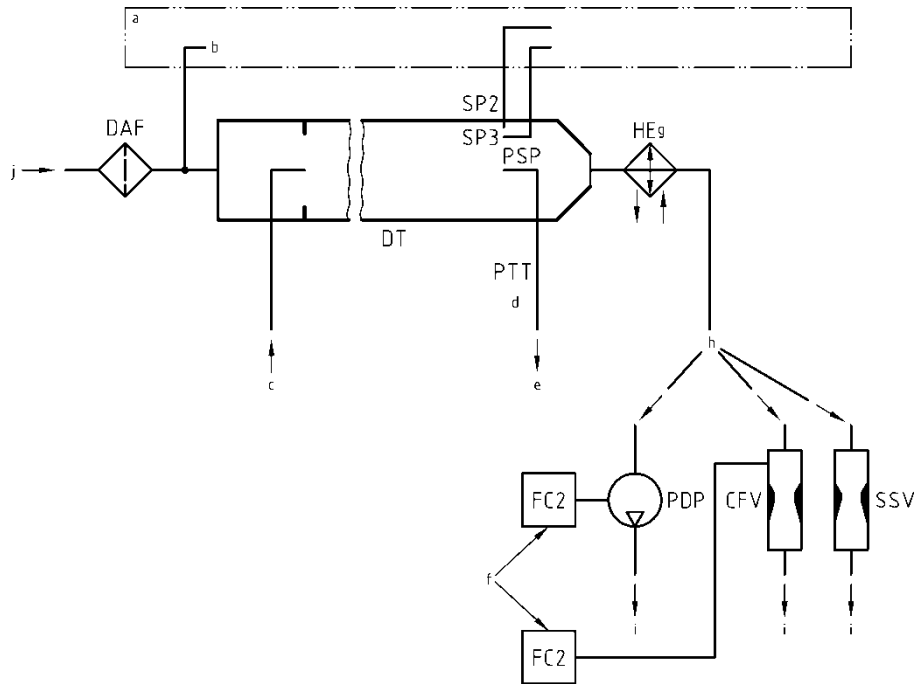 a
b
SP2
DAF
SP3
HEg
PSP
j
DT
PTT
d
h
c
e
FC2
PDP
CFV
SSV
f
i
i
i
FC2